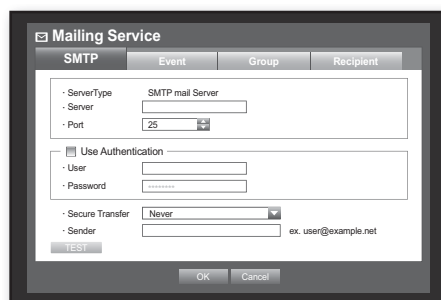 Mailing Service
SMTP Event Group Recipient
· ServerType SMTP mail Server
· Server
· Port 25
Use Authentication
· User
· Password ********
· Secure Transfer Never
· Sender ex. user@example.net
TEST
OK Cancel